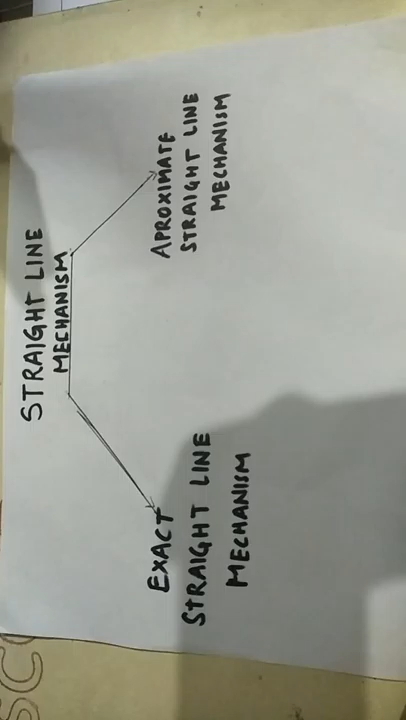 STRAIGHT LINE
MECHANISM
EXACT
STRAIGHT LINE
MECHANISM
APROXIMATE
STRAIGHT LINE
MECHANISM